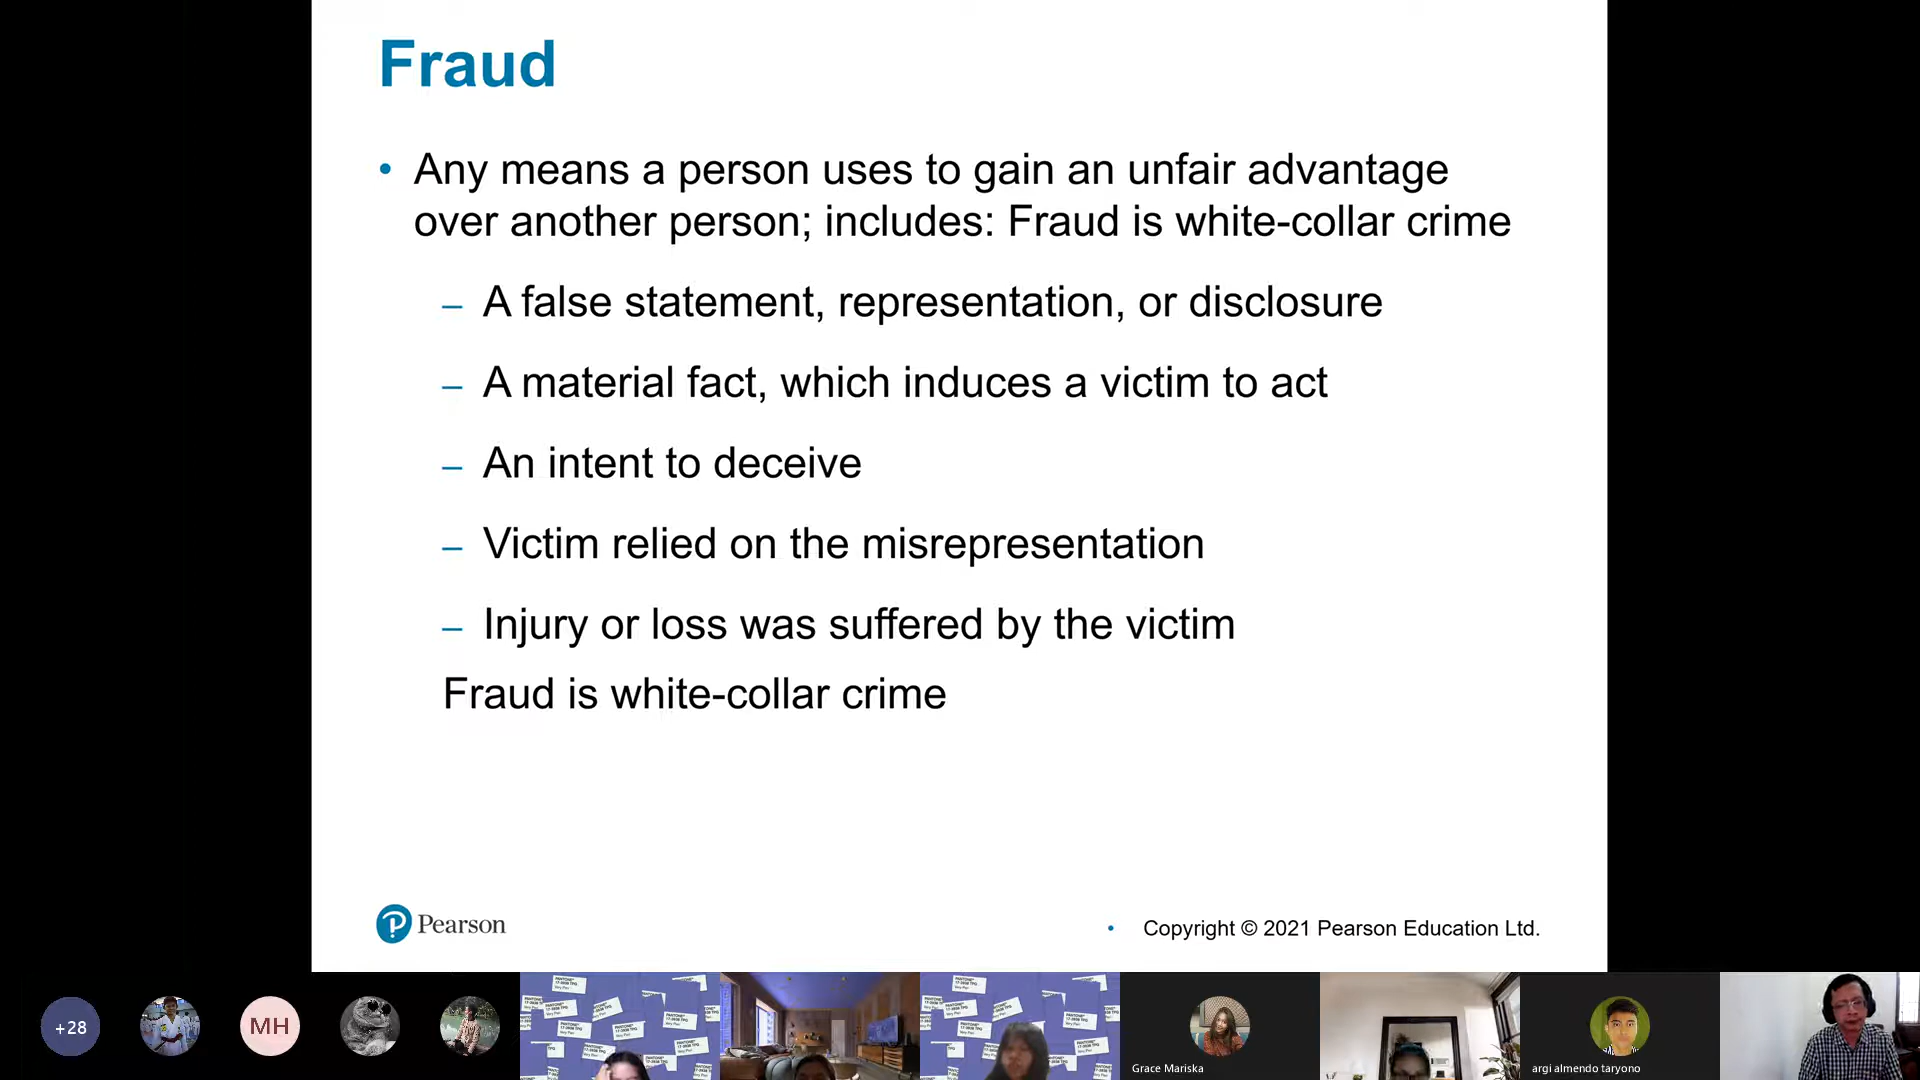 Fraud
• Any means a person uses to gain an unfair advantage
over another person; includes: Fraud is white-collar crime
– A false statement, representation, or disclosure
– A material fact, which induces a victim to act
– An intent to deceive
– Victim relied on the misrepresentation
– Injury or loss was suffered by the victim
Fraud is white-collar crime
P Pearson
• Copyright © 2021 Pearson Education Ltd.
+28
MH
Grace Mariska
argi almendo taryono